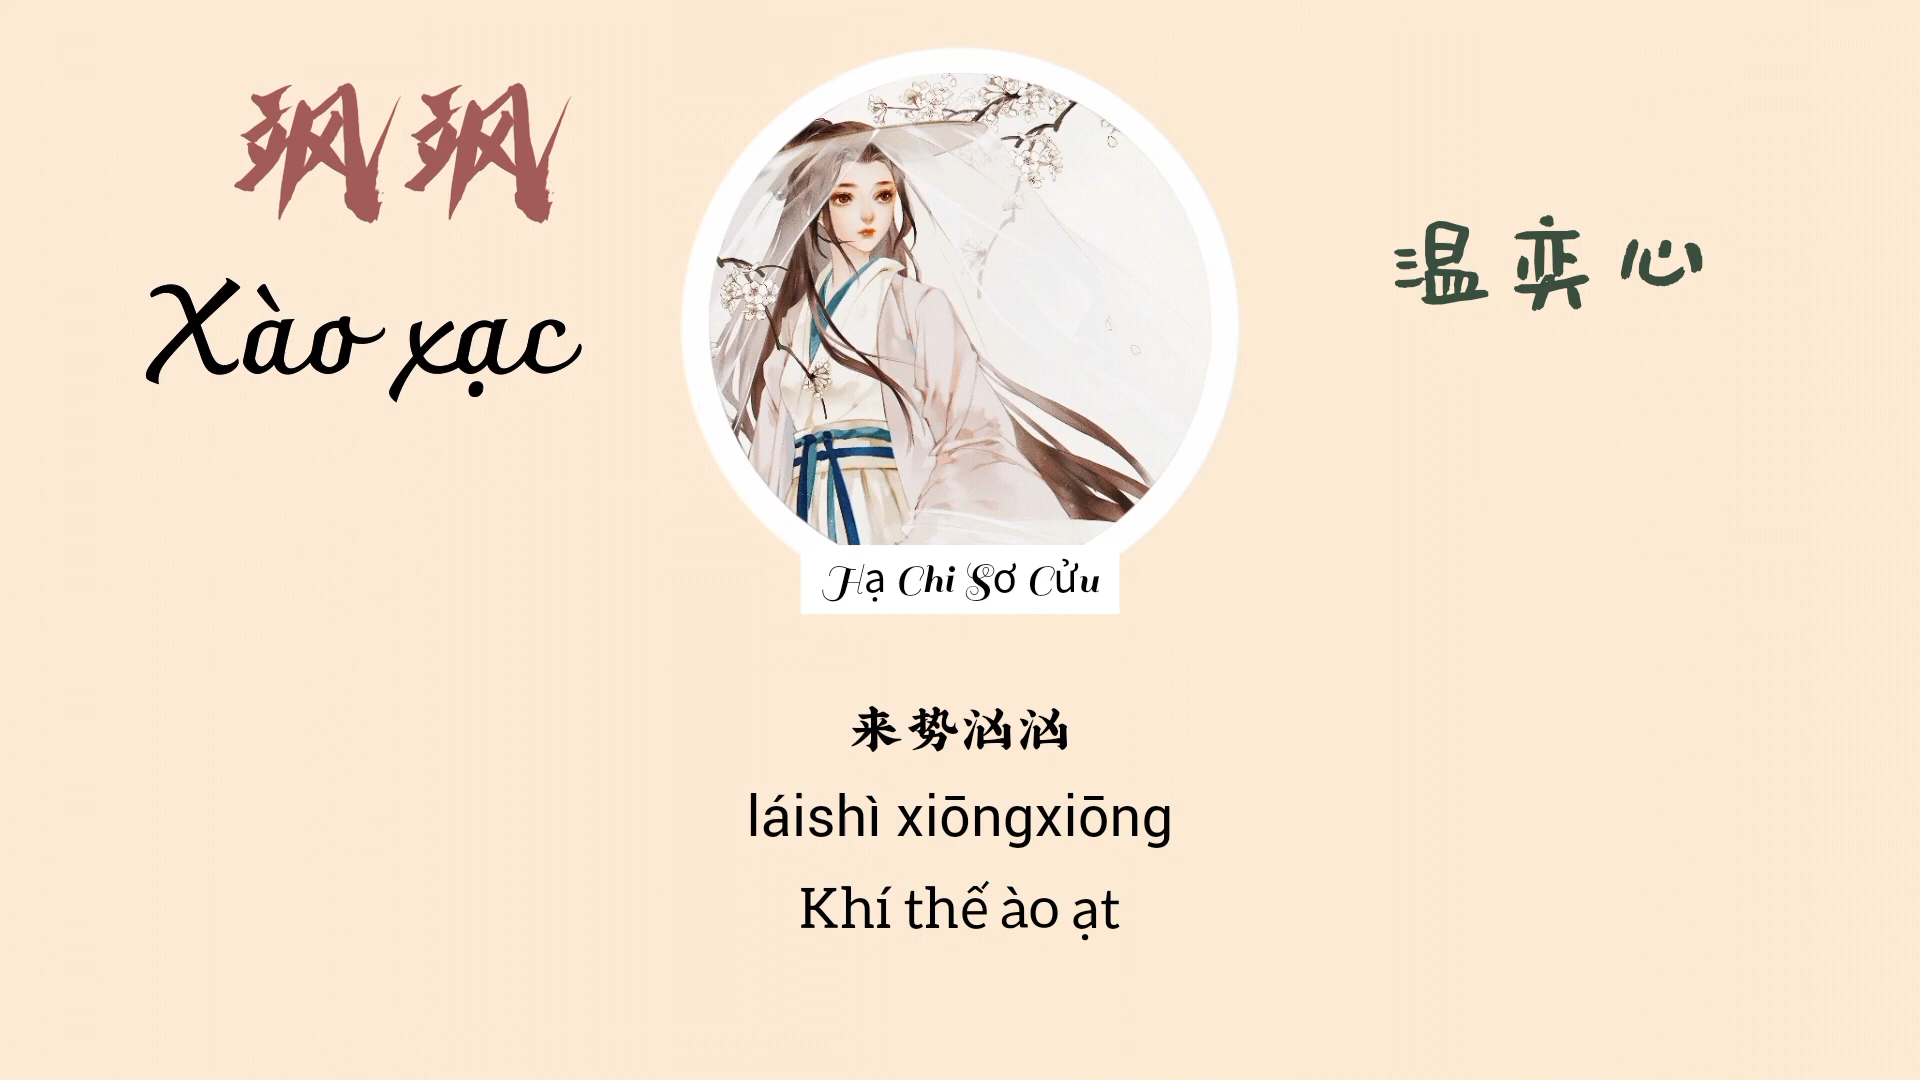 飒飒
Xào xạc
温奕心
Hạ Chi Sơ Cửu
来势汹汹
láishì xiōngxiōng
Khí thế ào ạt